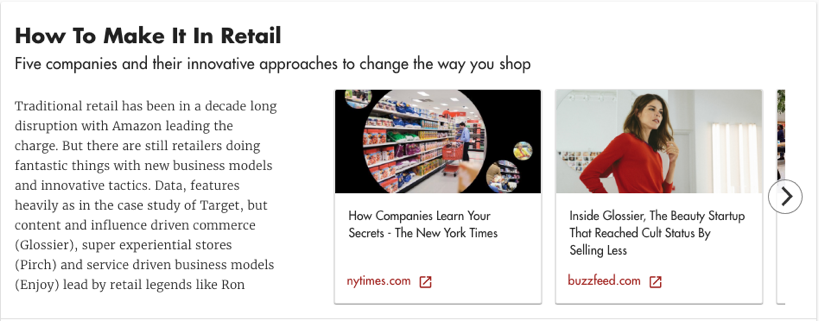 How To Make It In Retail
Five companies and their innovative approaches to change the way you shop
Traditional retail has been in a decade long
disruption with Amazon leading the
charge. But there are still retailers doing
fantastic things with new business models
and innovative tactics. Data, features
heavily as in the case study of Target, but
content and influence driven commerce
(Glossier), super experiential stores
(Pirch) and service driven business models
(Enjoy) lead by retail legends like Ron
How Companies Learn Your
Secrets - The New York Times
nytimes.com
Inside Glossier, The Beauty Startup
That Reached Cult Status By
Selling Less
buzzfeed.com